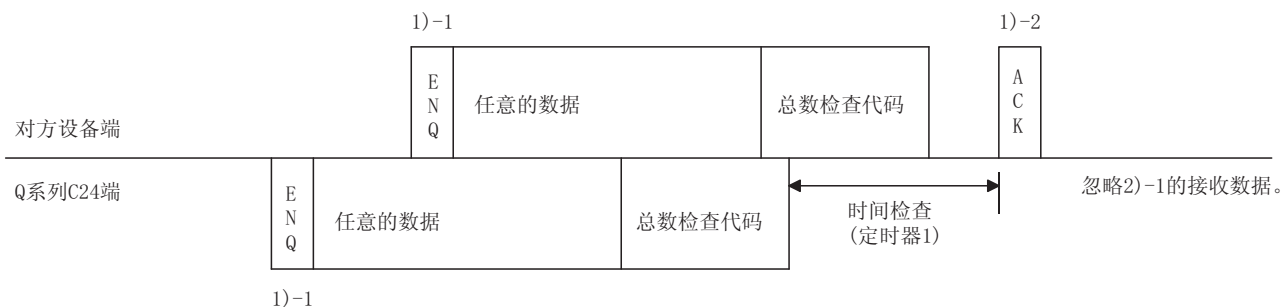 1)-1
1)-2
ENQ
任意的数据
总数检查代码
ACK
对方设备端
Q系列C24端
ENQ
任意的数据
总数检查代码
时间检查
(定时器1)
忽略2)-1的接收数据。
1)-1